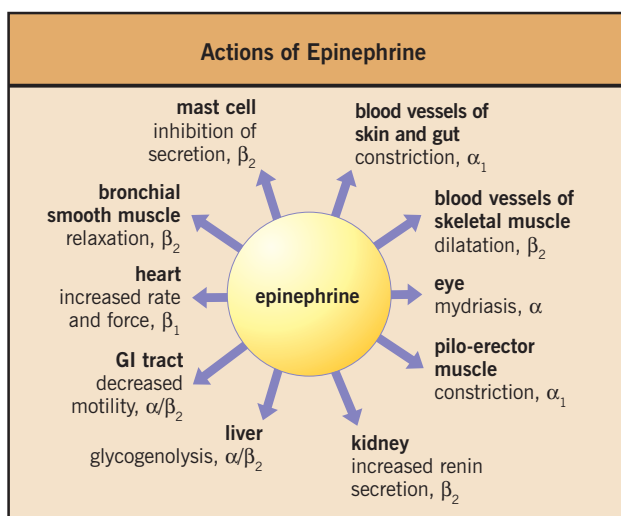 Actions of Epinephrine
mast cell
inhibition of
secretion, β₂
blood vessels of
skin and gut
constriction, α₁
bronchial
smooth muscle
relaxation, β₂
blood vessels of
skeletal muscle
dilatation, β₂
heart
increased rate
and force, β₁
epinephrine
eye
mydriasis, α
GI tract
decreased
motility, α/β₂
pilo-erector
muscle
constriction, α₁
liver
glycogenolysis, α/β₂
kidney
increased renin
secretion, β₂